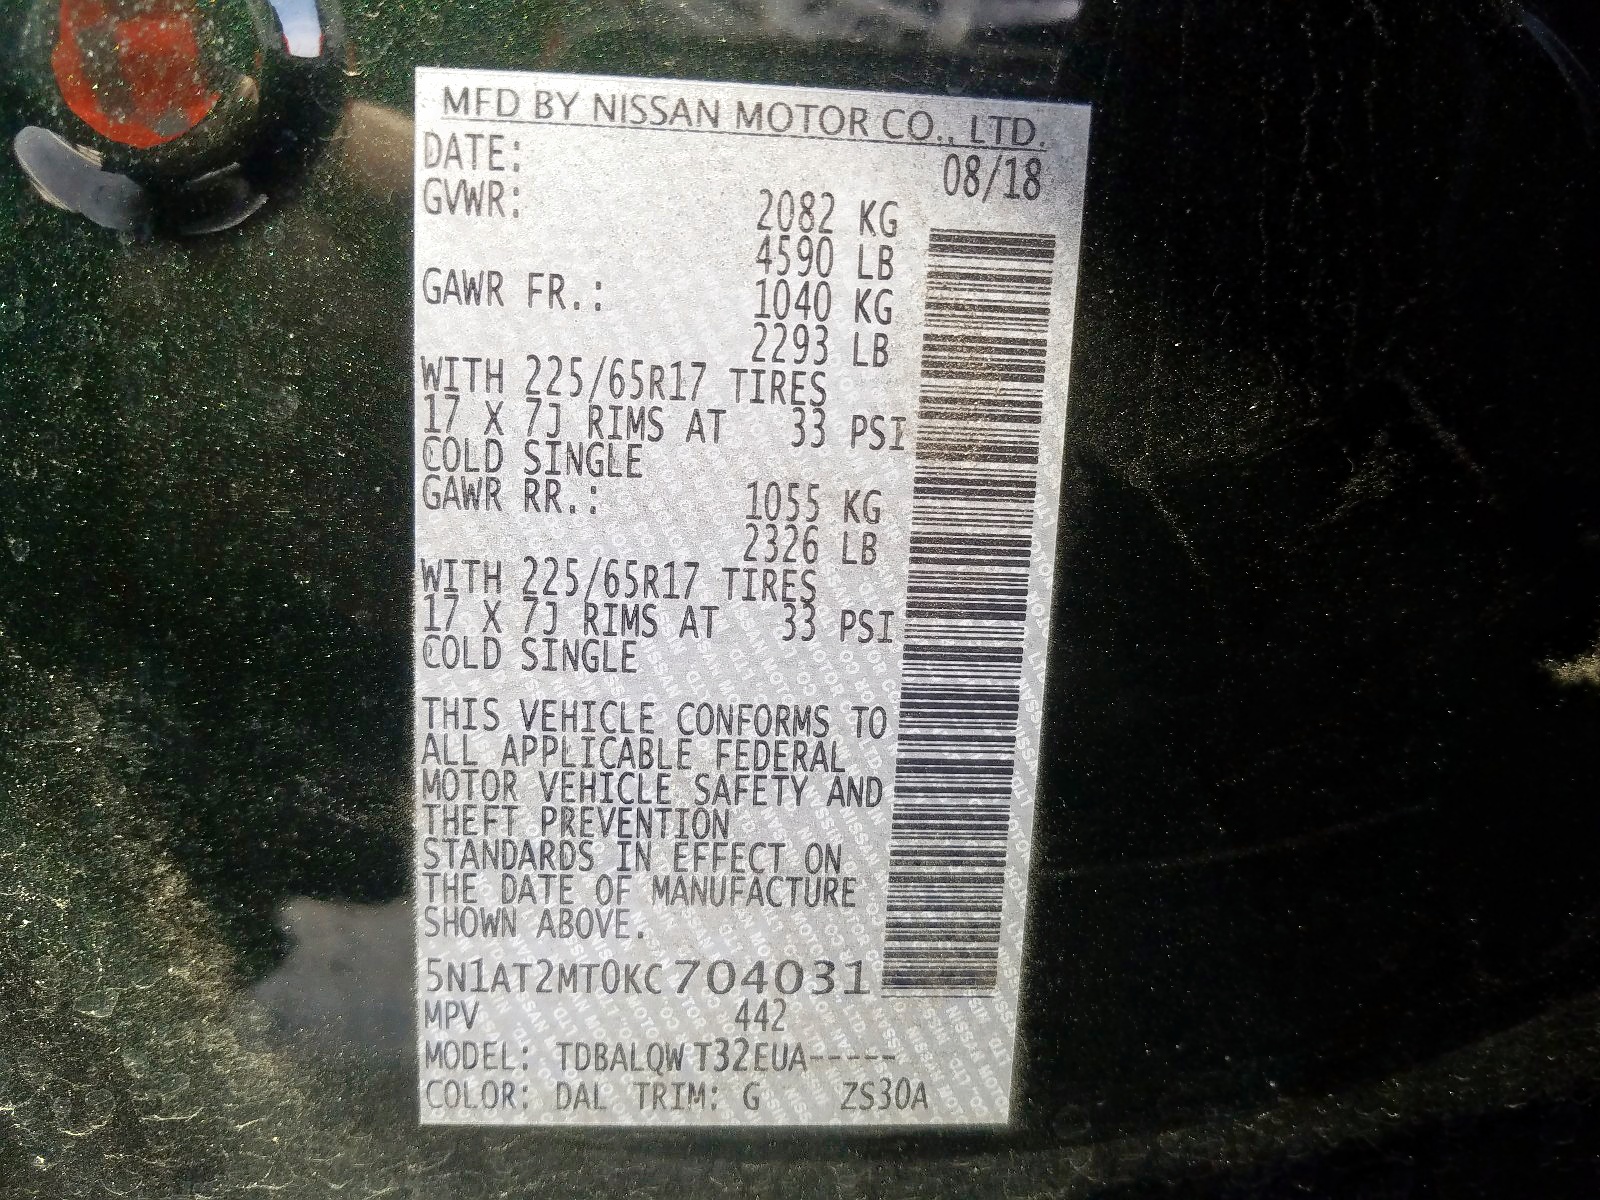 MFD BY NISSAN MOTOR CO., LTD.
DATE: 08/18
GVWR: 2082 KG
4590 LB
GAWR FR.: 1040 KG
2293 LB
WITH 225/65R17 TIRES
17 X 7J RIMS AT 33 PSI
COLD SINGLE
GAWR RR.: 1055 KG
2326 LB
WITH 225/65R17 TIRES
17 X 7J RIMS AT 33 PSI
COLD SINGLE
THIS VEHICLE CONFORMS TO
ALL APPLICABLE FEDERAL
MOTOR VEHICLE SAFETY AND
THEFT PREVENTION
STANDARDS IN EFFECT ON
THE DATE OF MANUFACTURE
SHOWN ABOVE.
5N1AT2MT0KC704031
MPV 442
MODEL: TDBALQW T32EUA-----
COLOR: DAL TRIM: G ZS30A